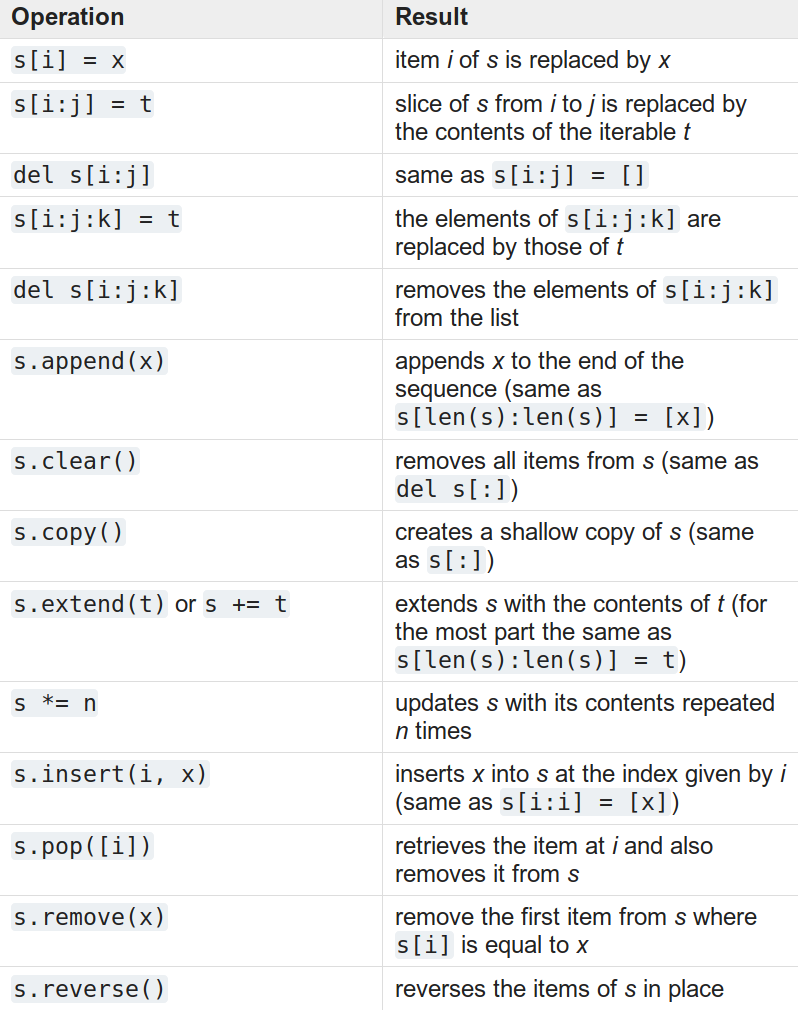 Operation Result
s[i] = x item i of s is replaced by x
s[i:j] = t slice of s from i to j is replaced by
the contents of the iterable t
del s[i:j] same as s[i:j] = []
s[i:j:k] = t the elements of s[i:j:k] are
replaced by those of t
del s[i:j:k] removes the elements of s[i:j:k]
from the list
s.append(x) appends x to the end of the
sequence (same as
s[len(s):len(s)] = [x])
s.clear() removes all items from s (same as
del s[:])
s.copy() creates a shallow copy of s (same
as s[:])
s.extend(t) or s += t extends s with the contents of t (for
the most part the same as
s[len(s):len(s)] = t)
s *= n updates s with its contents repeated
n times
s.insert(i, x) inserts x into s at the index given by i
(same as s[i:i] = [x])
s.pop([i]) retrieves the item at i and also
removes it from s
s.remove(x) remove the first item from s where
s[i] is equal to x
s.reverse() reverses the items of s in place